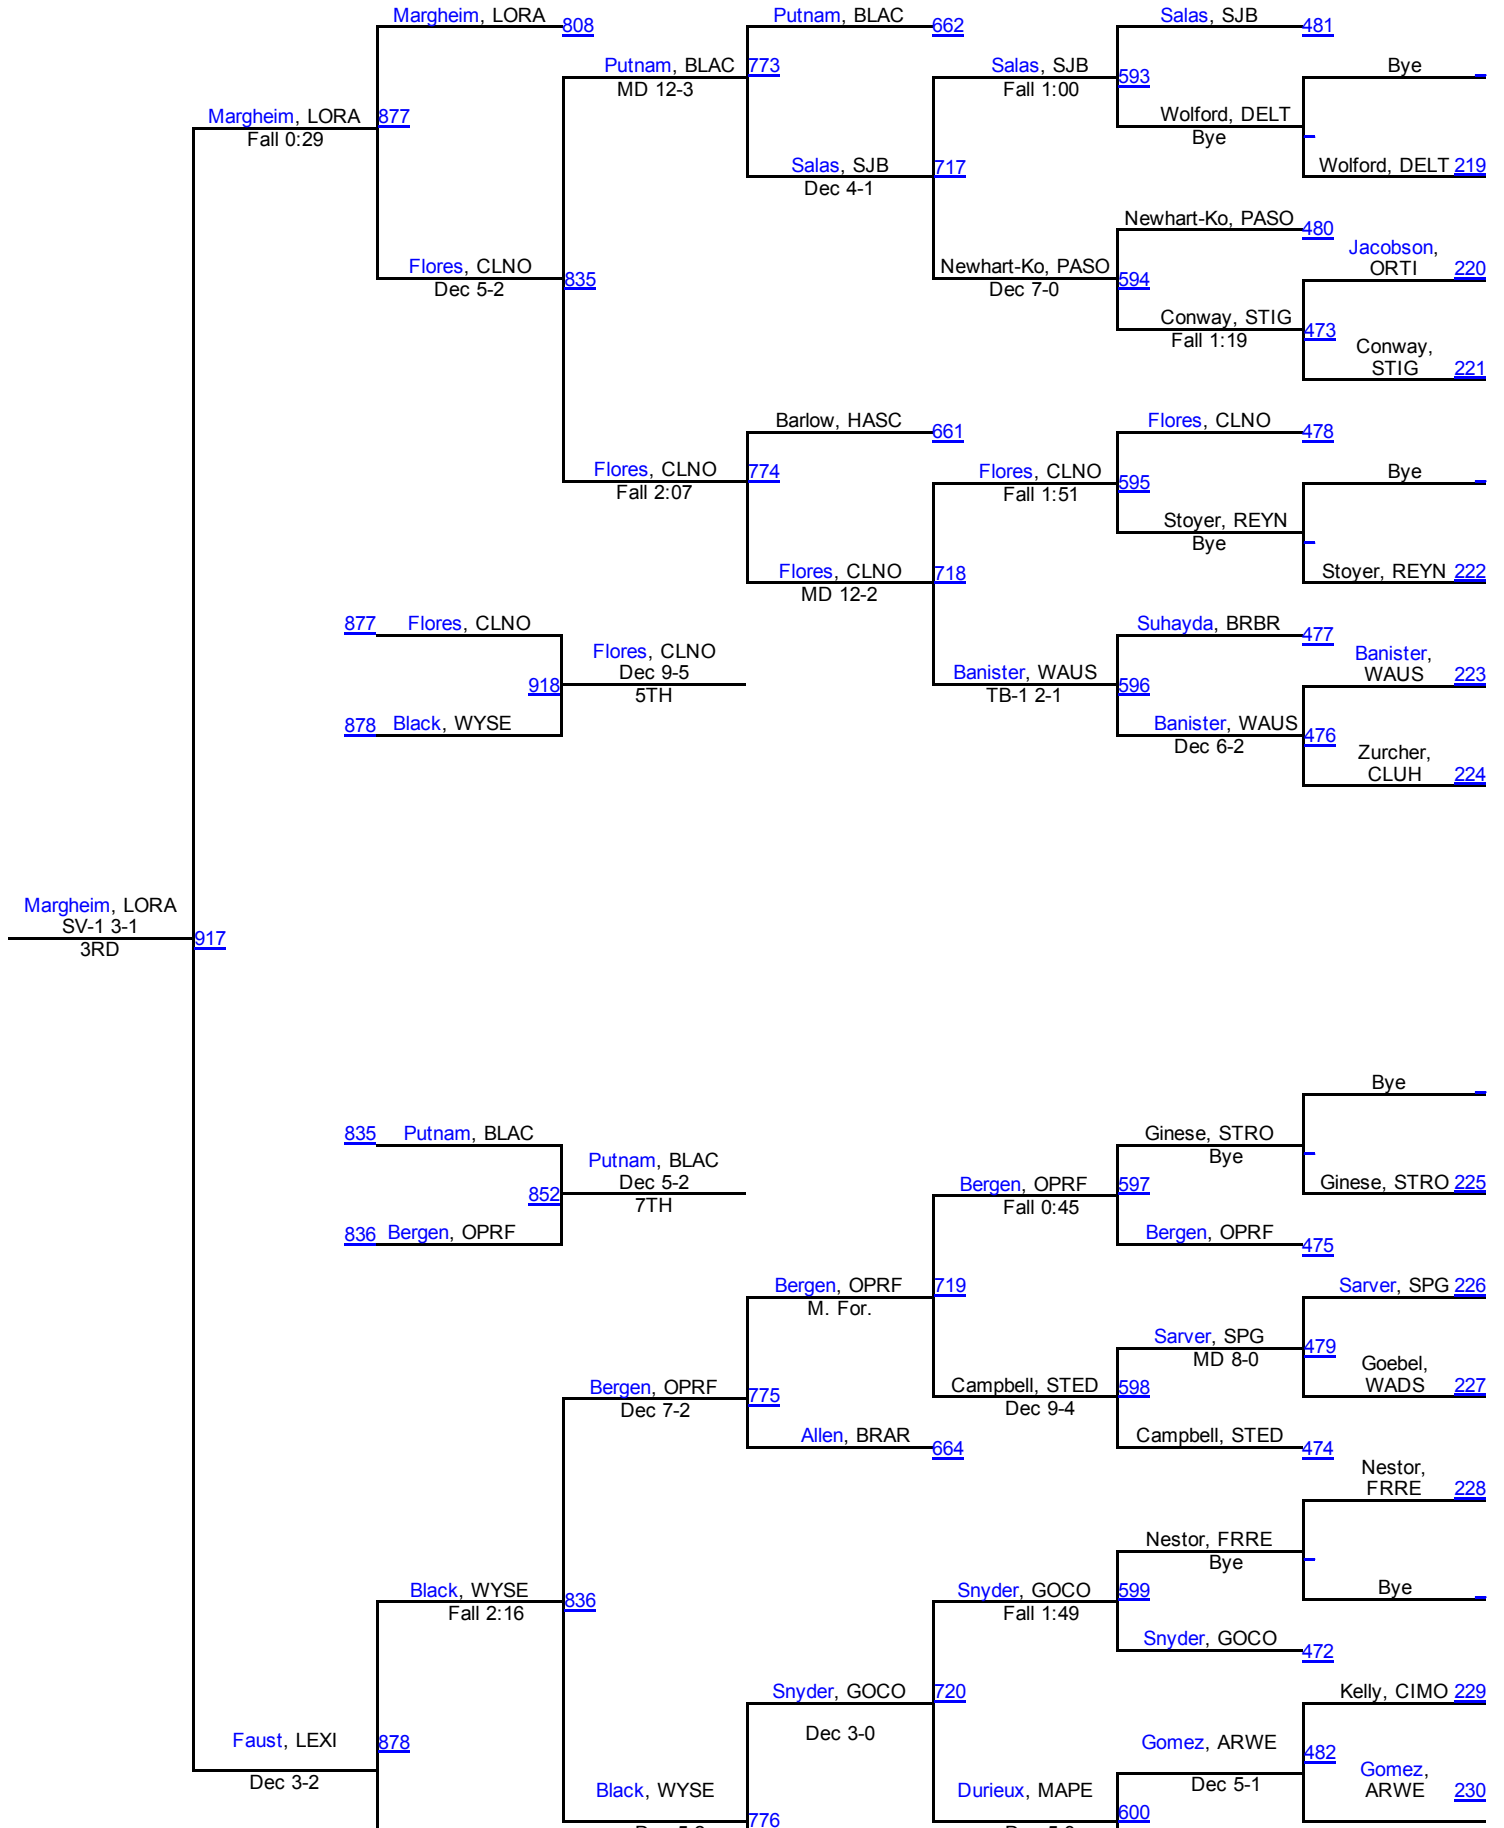 Margheim, LORA
808
Putnam, BLAC
662
Salas, SJB
481
Putnam, BLAC
773
MD 12-3
Salas, SJB
593
Fall 1:00
Bye
Margheim, LORA
877
Fall 0:29
Wolford, DELT
Bye
Salas, SJB
717
Dec 4-1
Wolford, DELT 219
Newhart-Ko, PASO
480
Jacobson,
ORTI 220
Flores, CLNO
835
Dec 5-2
Newhart-Ko, PASO
594
Dec 7-0
Conway, STIG
473
Fall 1:19
Conway,
STIG 221
Barlow, HASC
661
Flores, CLNO
478
Flores, CLNO
774
Fall 2:07
Flores, CLNO
595
Fall 1:51
Bye
Stoyer, REYN
Bye
Flores, CLNO
718
MD 12-2
Stoyer, REYN 222
877 Flores, CLNO
Suhayda, BRBR
477
Flores, CLNO
Dec 9-5
918
5TH
Banister, WAUS
596
TB-1 2-1
Banister,
WAUS 223
878 Black, WYSE
Banister, WAUS
476
Dec 6-2
Zurcher,
CLUH 224
Margheim, LORA
SV-1 3-1
917
3RD
Bye
835 Putnam, BLAC
Putnam, BLAC
Dec 5-2
852
7TH
Ginese, STRO
Bye
Bergen, OPRF
597
Fall 0:45
Ginese, STRO 225
836 Bergen, OPRF
Bergen, OPRF
475
Bergen, OPRF
719
M. For.
Sarver, SPG 226
Sarver, SPG
479
MD 8-0
Goebel,
WADS 227
Bergen, OPRF
775
Dec 7-2
Campbell, STED
598
Dec 9-4
Allen, BRAR
664
Campbell, STED
474
Nestor,
FRRE 228
Nestor, FRRE
Bye
Black, WYSE
836
Fall 2:16
Snyder, GOCO
599
Fall 1:49
Bye
Snyder, GOCO
472
Snyder, GOCO
720
Dec 3-0
Kelly, CIMO 229
Faust, LEXI
878
Dec 3-2
Gomez, ARWE
482
Dec 5-1
Gomez,
ARWE 230
Black, WYSE
776
Durieux, MAPE
600